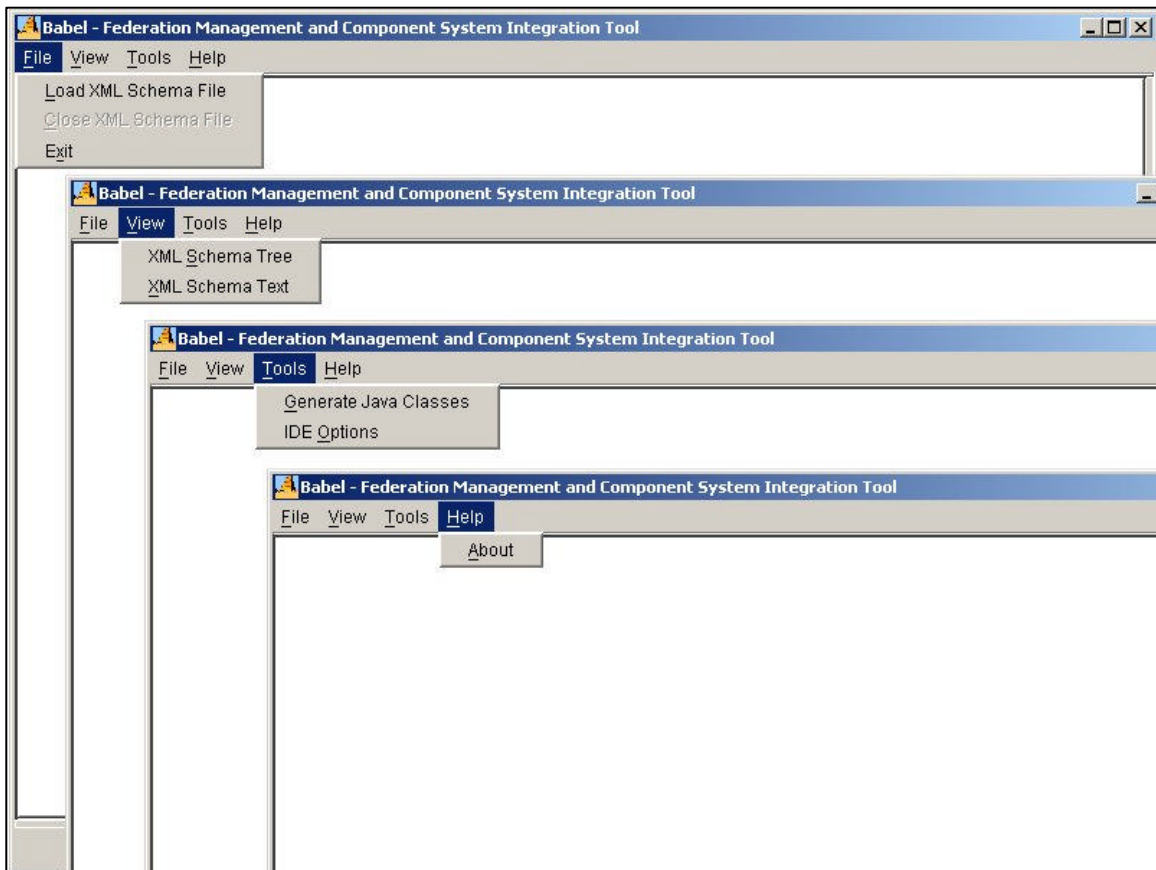 Babel - Federation Management and Component System Integration Tool
File View Tools Help
Load XML Schema File
Close XML Schema File
Exit
Babel - Federation Management and Component System Integration Tool
File View Tools Help
XML Schema Tree
XML Schema Text
Babel - Federation Management and Component System Integration Tool
File View Tools Help
Generate Java Classes
IDE Options
Babel - Federation Management and Component System Integration Tool
File View Tools Help
About